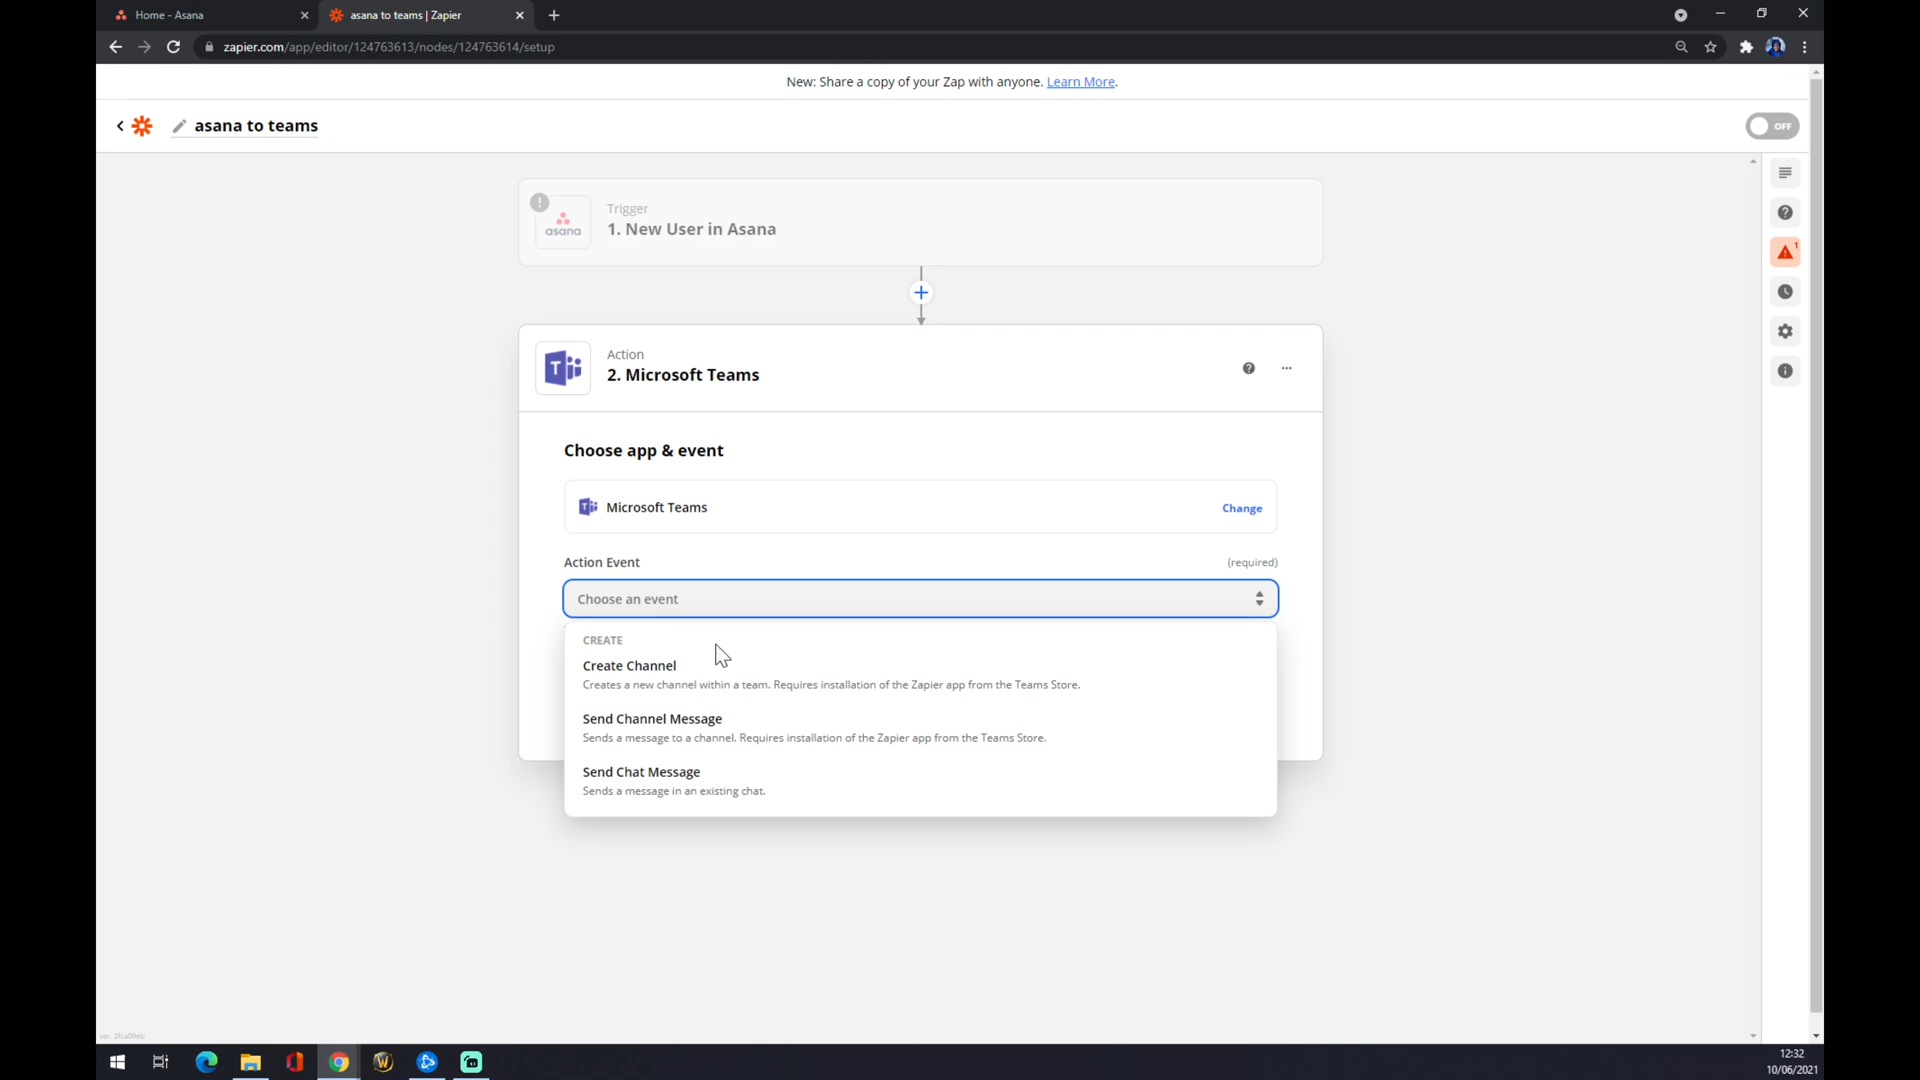 Home - Asana
asana to teams | Zapier
zapier.com/app/editor/124763613/nodes/124763614/setup
New: Share a copy of your Zap with anyone. Learn More.
asana to teams
OFF
asana
Trigger
1. New User in Asana
1
T
Action
2. Microsoft Teams
Choose app & event
Microsoft Teams
Change
Action Event
(required)
Choose an event
CREATE
Create Channel
Creates a new channel within a team. Requires installation of the Zapier app from the Teams Store.
Send Channel Message
Sends a message to a channel. Requires installation of the Zapier app from the Teams Store.
Send Chat Message
Sends a message in an existing chat.
12:32
10/06/2021